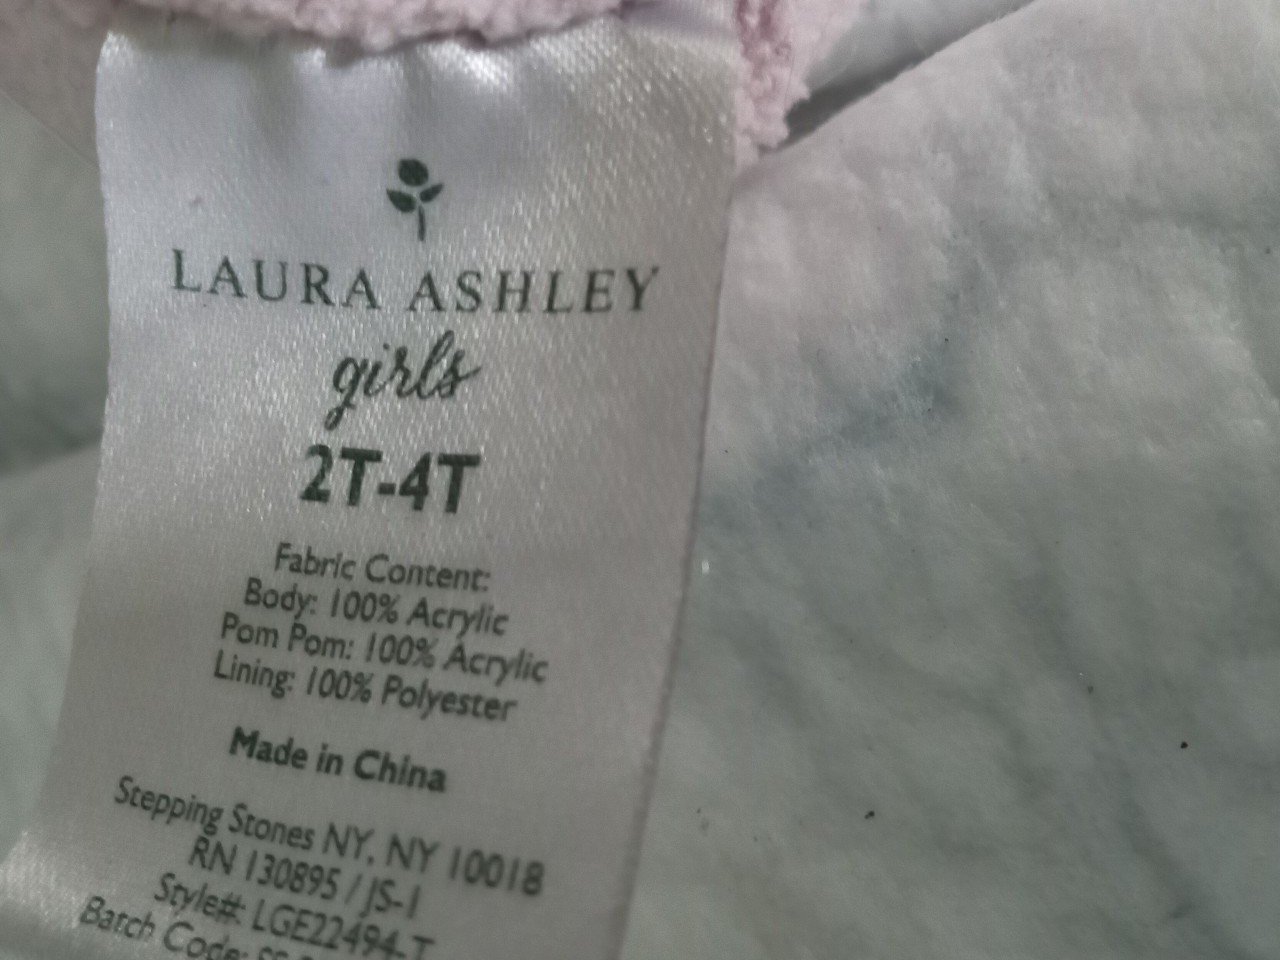 LAURA ASHLEY
girls
2T-4T
Fabric Content:
Body: 100% Acrylic
Pom Pom: 100% Acrylic
Lining: 100% Polyester
Made in China
Stepping Stones NY, NY 10018
RN 130895 / JS-1
Style#: LGE22494-T
Batch Code: